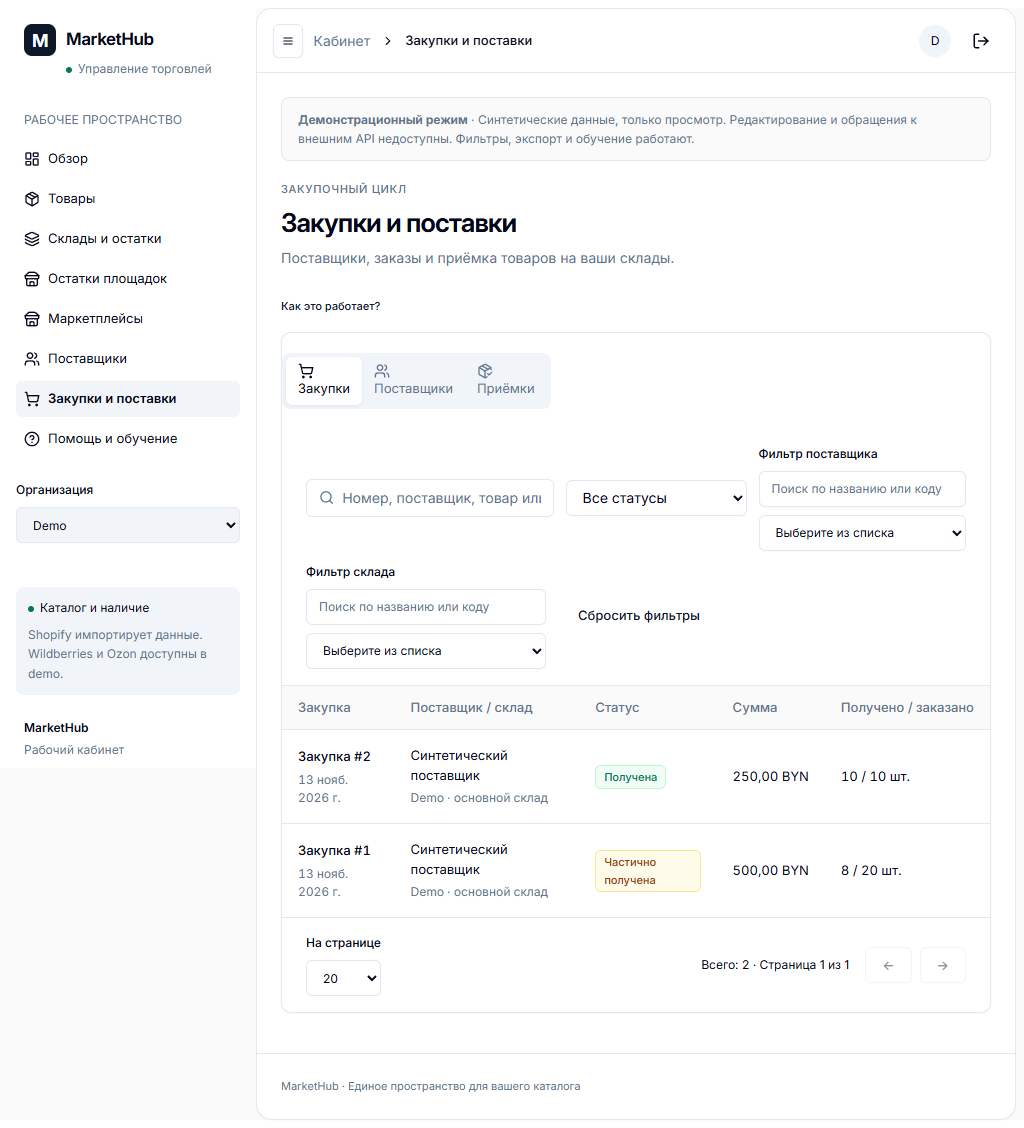 M MarketHub
Управление торговлей
РАБОЧЕЕ ПРОСТРАНСТВО
Обзор
Товары
Склады и остатки
Остатки площадок
Маркетплейсы
Поставщики
Закупки и поставки
Помощь и обучение
Организация
Demo
Каталог и наличие
Shopify импортирует данные.
Wildberries и Ozon доступны в
demo.
MarketHub
Рабочий кабинет
Кабинет > Закупки и поставки
D
Демонстрационный режим · Синтетические данные, только просмотр. Редактирование и обращения к
внешним API недоступны. Фильтры, экспорт и обучение работают.
ЗАКУПОЧНЫЙ ЦИКЛ
Закупки и поставки
Поставщики, заказы и приёмка товаров на ваши склады.
Как это работает?
Закупки Поставщики Приёмки
Номер, поставщик, товар или
Все статусы
Фильтр поставщика
Поиск по названию или коду
Выберите из списка
Фильтр склада
Поиск по названию или коду
Выберите из списка
Сбросить фильтры
Закупка Поставщик / склад Статус Сумма Получено / заказано
Закупка #2
13 нояб.
2026 г.
Синтетический
поставщик
Demo · основной склад
Получена
250,00 BYN
10 / 10 шт.
Закупка #1
13 нояб.
2026 г.
Синтетический
поставщик
Demo · основной склад
Частично
получена
500,00 BYN
8 / 20 шт.
На странице
20
Всего: 2 · Страница 1 из 1
← →
MarketHub · Единое пространство для вашего каталога